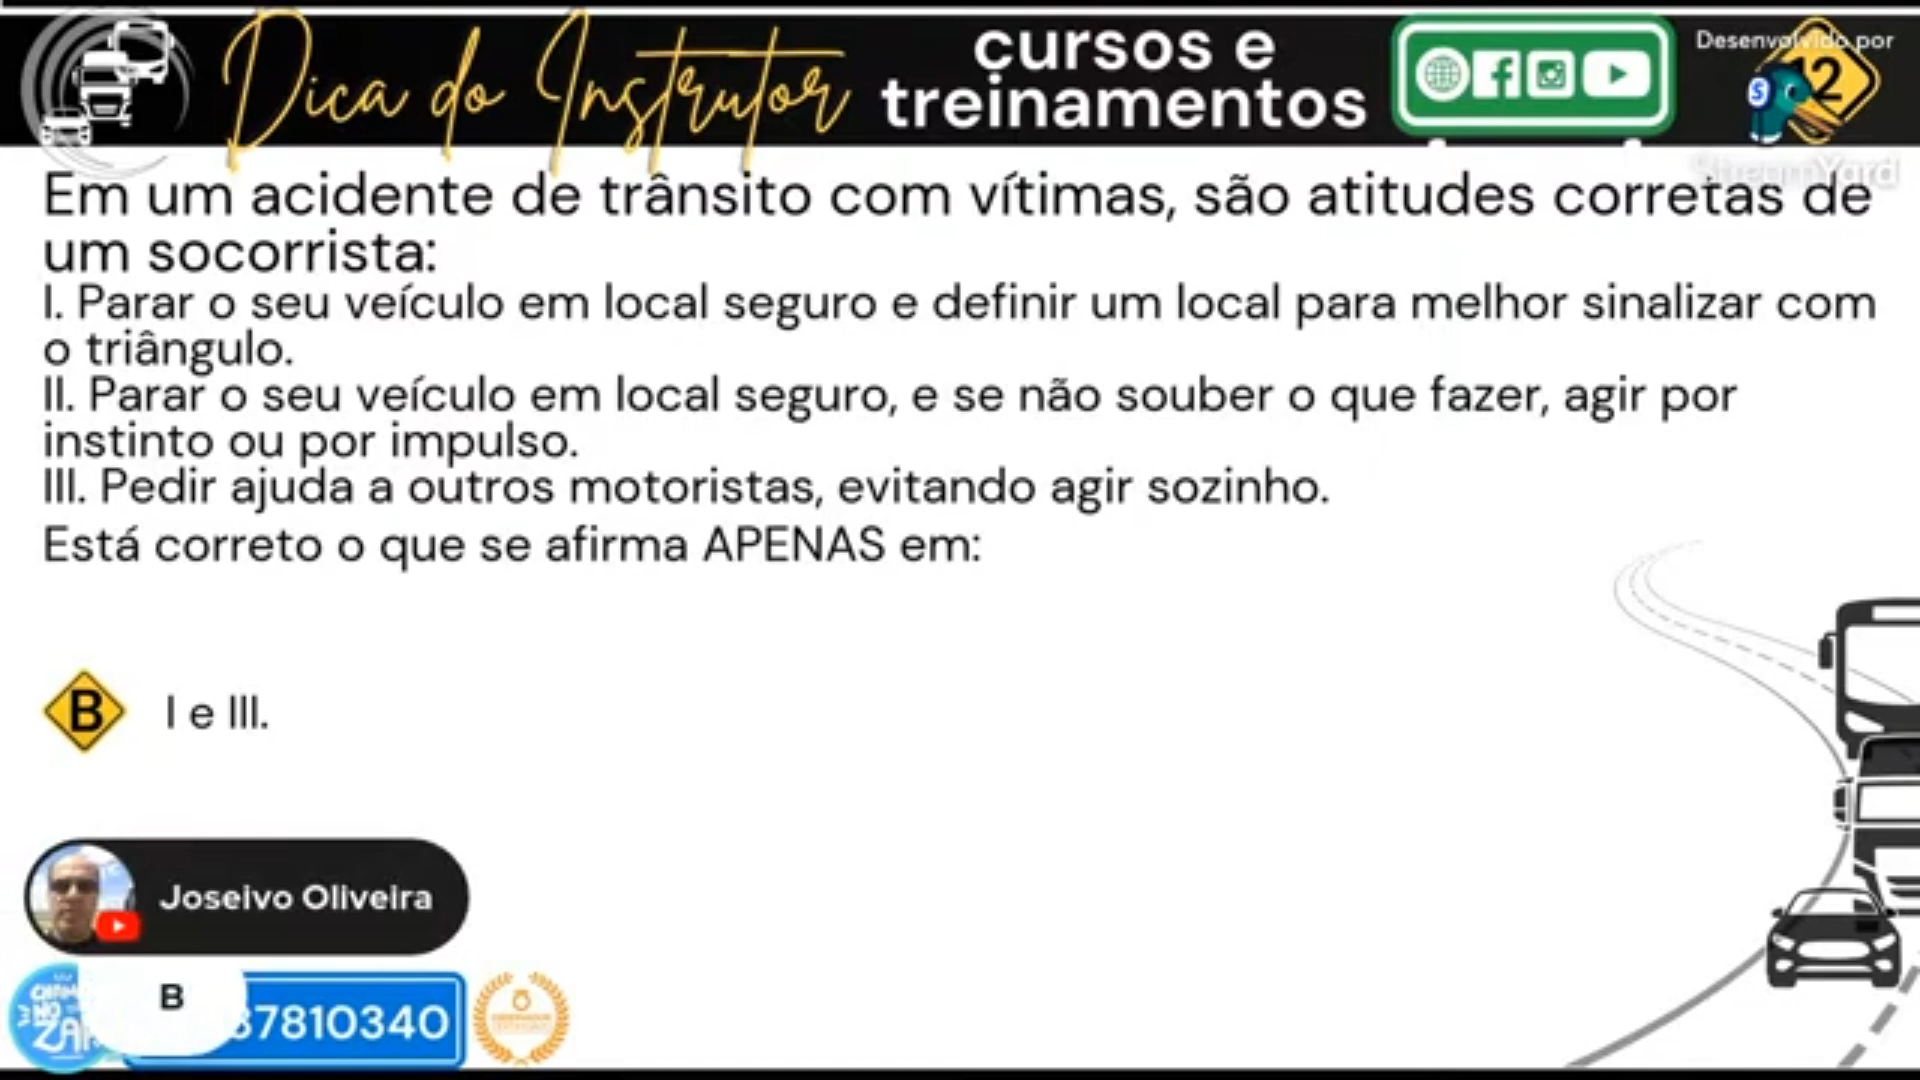 Dica do Instrutor
cursos e
treinamentos
Desenvolvido por
12
S
StreamYard
Em um acidente de trânsito com vítimas, são atitudes corretas de
um socorrista:
I. Parar o seu veículo em local seguro e definir um local para melhor sinalizar com
o triângulo.
II. Parar o seu veículo em local seguro, e se não souber o que fazer, agir por
instinto ou por impulso.
III. Pedir ajuda a outros motoristas, evitando agir sozinho.
Está correto o que se afirma APENAS em:
B I e III.
Joseivo Oliveira
B
37810340